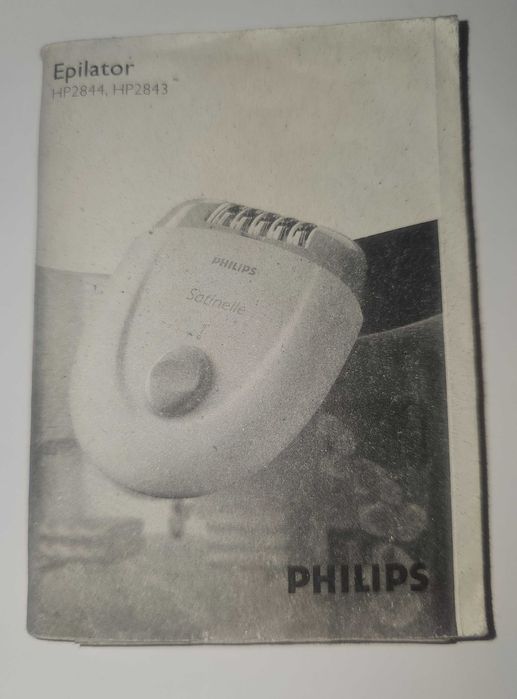 Epilator
HP2844, HP2843
PHILIPS
Satinelle
PHILIPS